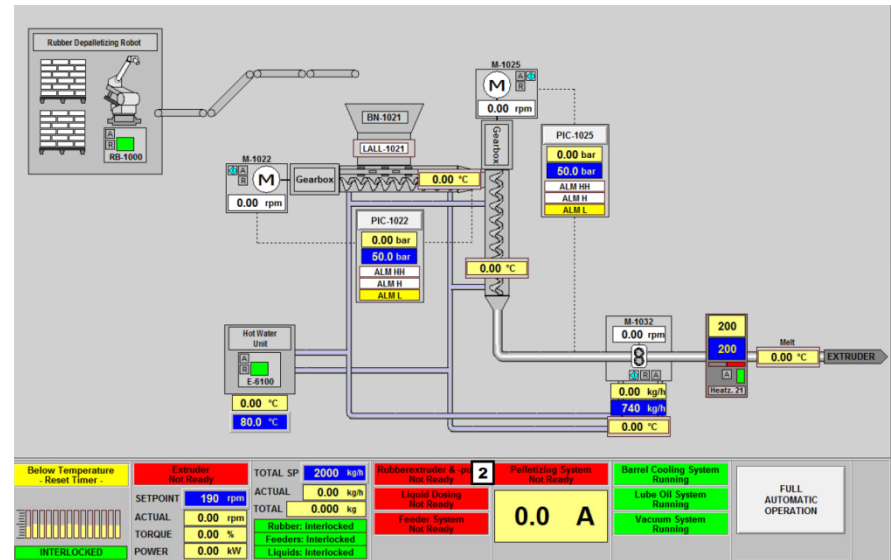 Rubber Depalletizing Robot
A
R
RB-1000
M-1025
M
A
R
0.00 rpm
Gearbox
BN-1021
LALL-1021
M-1022
A
R
M
0.00 rpm
Gearbox
0.00 °C
PIC-1025
0.00 bar
50.0 bar
ALM HH
ALM H
ALM L
PIC-1022
0.00 bar
50.0 bar
ALM HH
ALM H
ALM L
0.00 °C
Hot Water
Unit
A
R
E-6100
0.00 °C
80.0 °C
M-1032
0.00 rpm
R A
0.00 kg/h
740 kg/h
0.00 °C
200
200
A
Heatz. 21
Melt
0.00 °C
EXTRUDER
Below Temperature
- Reset Timer -
INTERLOCKED
Extruder
Not Ready
SETPOINT 190 rpm
ACTUAL 0.00 rpm
TORQUE 0.00 %
POWER 0.00 kW
TOTAL SP 2000 kg/h
ACTUAL 0.00 kg/h
TOTAL 0.000 kg
Rubber: Interlocked
Feeders: Interlocked
Liquids: Interlocked
Rubberextruder & -pu
Not Ready
2
Liquid Dosing
Not Ready
Feeder System
Not Ready
Pelletizing System
Not Ready
0.0 A
Barrel Cooling System
Running
Lube Oil System
Running
Vacuum System
Running
FULL
AUTOMATIC
OPERATION